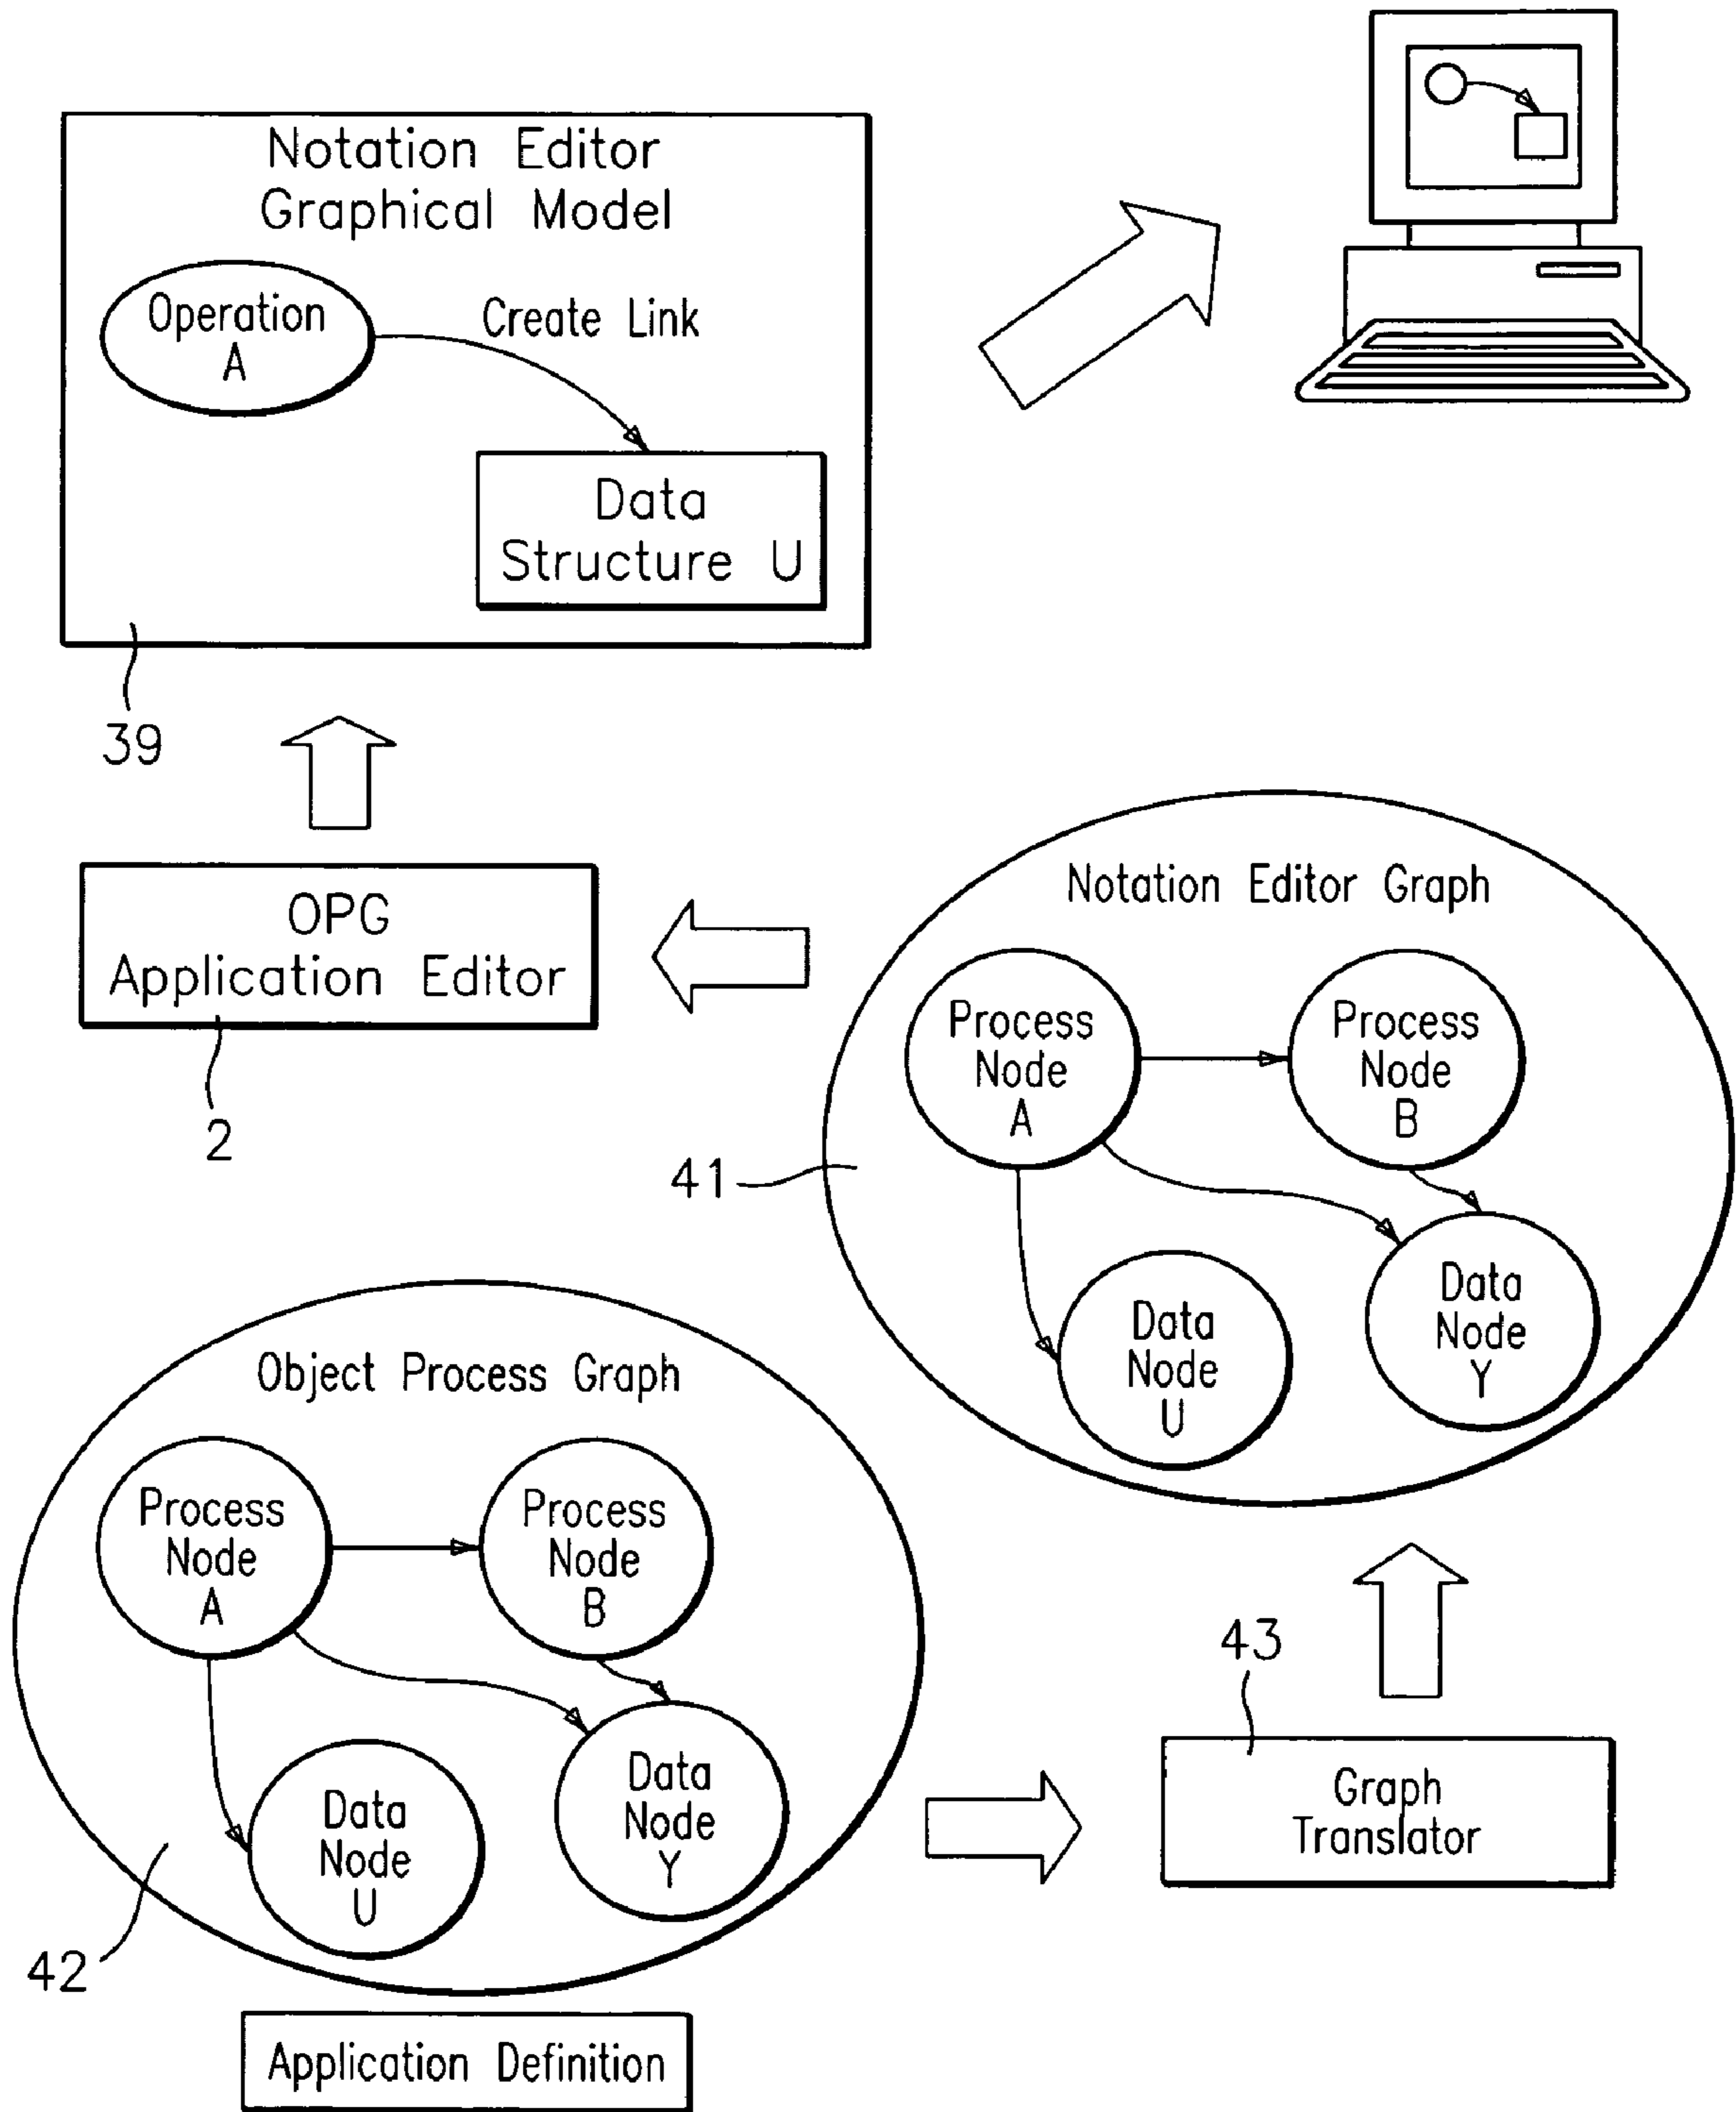 Notation Editor
Graphical Model
Operation
A
Create Link
Data
Structure U
39
OPG
Application Editor
2
Notation Editor Graph
Process
Node
A
Process
Node
B
41
Data
Node
U
Data
Node
Y
Object Process Graph
Process
Node
A
Process
Node
B
Data
Node
U
Data
Node
Y
42
43
Graph
Translator
Application Definition